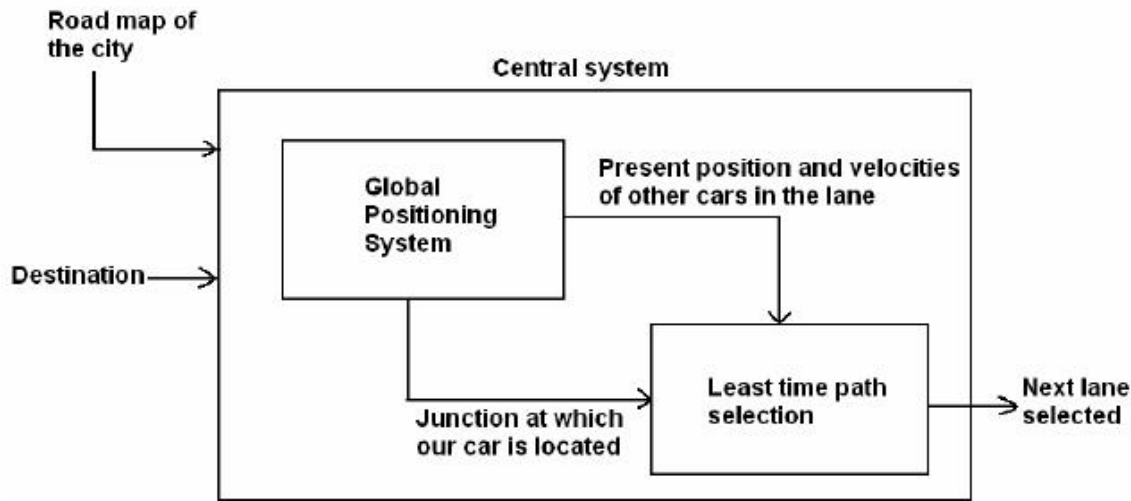 Road map of
the city
Central system
Global
Positioning
System
Present position and velocities
of other cars in the lane
Destination
Least time path
selection
Next lane
selected
Junction at which
our car is located